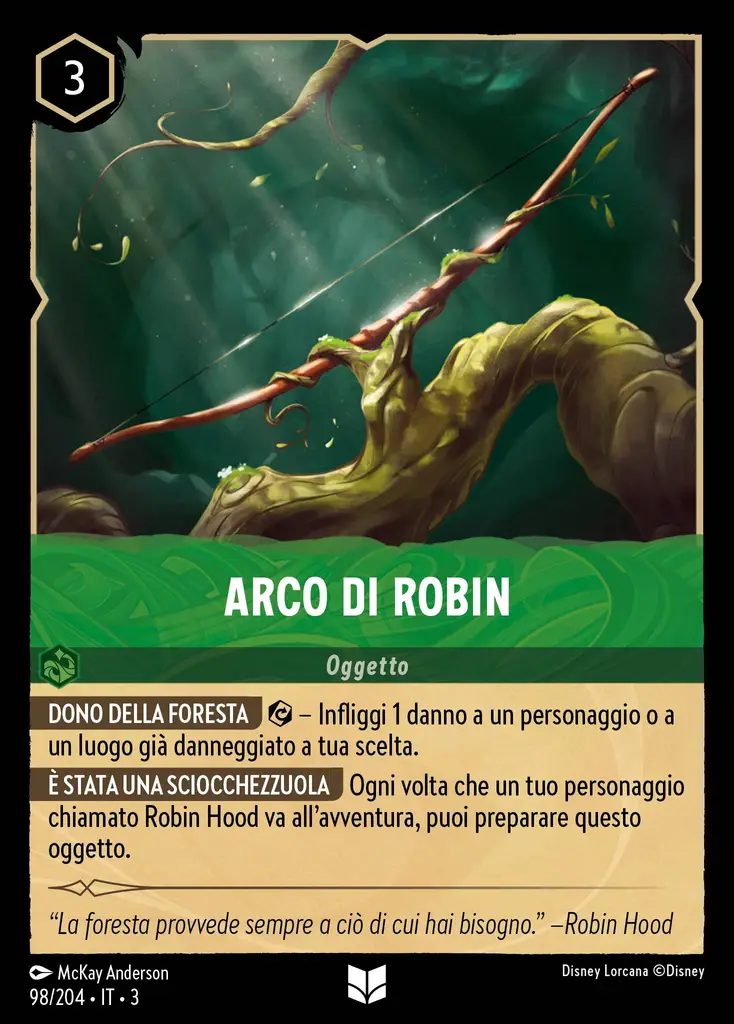 3
ARCO DI ROBIN
Oggetto
DONO DELLA FORESTA – Infliggi 1 danno a un personaggio o a
un luogo già danneggiato a tua scelta.
È STATA UNA SCIOCCHEZZUOLA Ogni volta che un tuo personaggio
chiamato Robin Hood va all’avventura, puoi preparare questo
oggetto.
“La foresta provvede sempre a ciò di cui hai bisogno.” –Robin Hood
McKay Anderson
Disney Lorcana ©Disney
98/204 • IT • 3